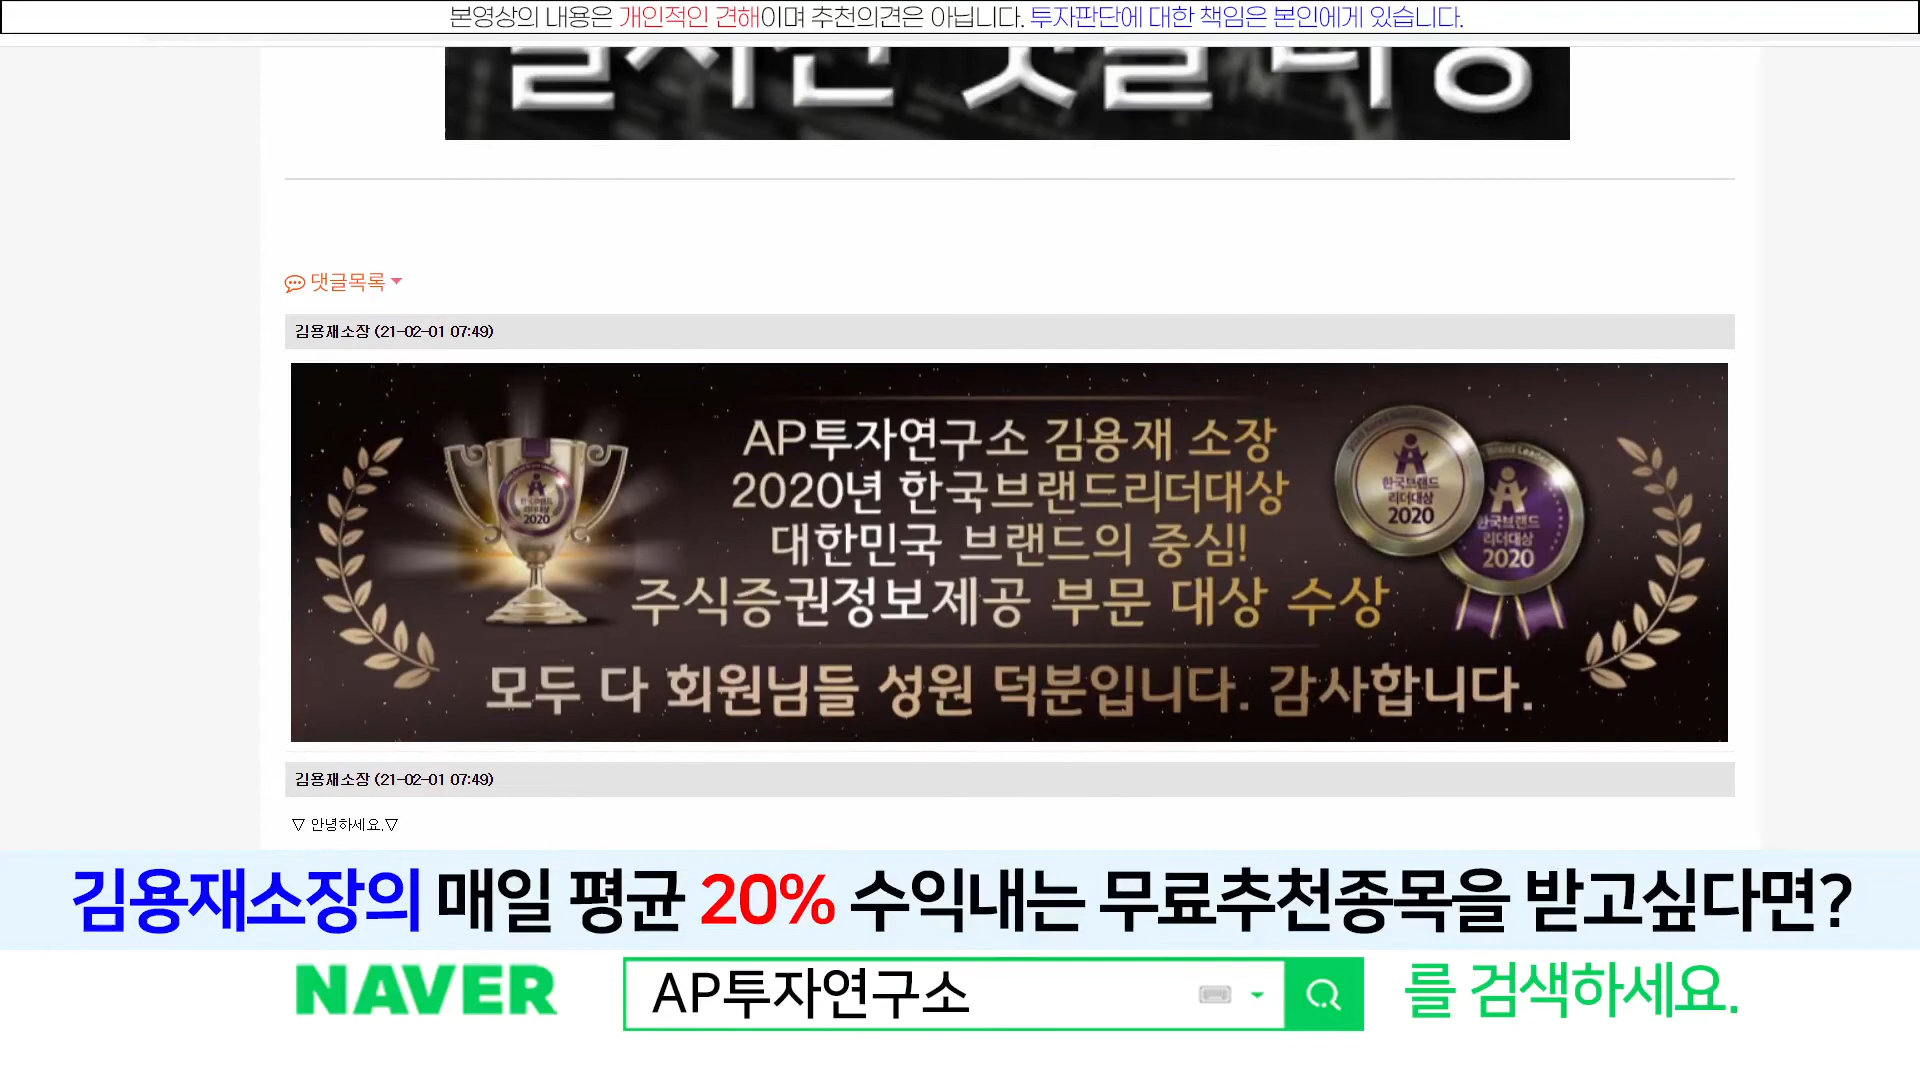 본영상의 내용은 개인적인 견해이며 추천의견은 아닙니다. 투자판단에 대한 책임은 본인에게 있습니다.
댓글목록
김용재소장 (21-02-01 07:49)
AP투자연구소 김용재 소장
2020년 한국브랜드리더대상
대한민국 브랜드의 중심!
주식증권정보제공 부문 대상 수상
모두 다 회원님들 성원 덕분입니다. 감사합니다.
한국브랜드
리더대상
2020
한국브랜드
리더대상
2020
한국브랜드
리더대상
2020
김용재소장 (21-02-01 07:49)
▽ 안녕하세요.▽
김용재소장의 매일 평균 20% 수익내는 무료추천종목을 받고싶다면?
NAVER AP투자연구소 를 검색하세요.